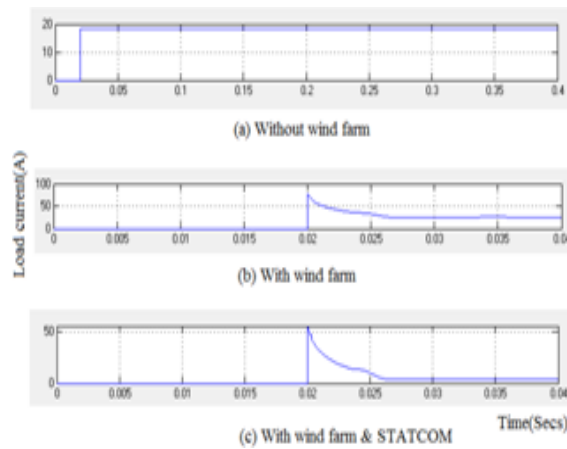 20
10
0
0 0.05 0.1 0.15 0.2 0.25 0.3 0.35 0.4
(a) Without wind farm
Load current(A)
100
50
0
0 0.005 0.01 0.015 0.02 0.025 0.03 0.035 0.04
(b) With wind farm
50
0
0 0.005 0.01 0.015 0.02 0.025 0.03 0.035 0.04
Time(Secs)
(c) With wind farm & STATCOM